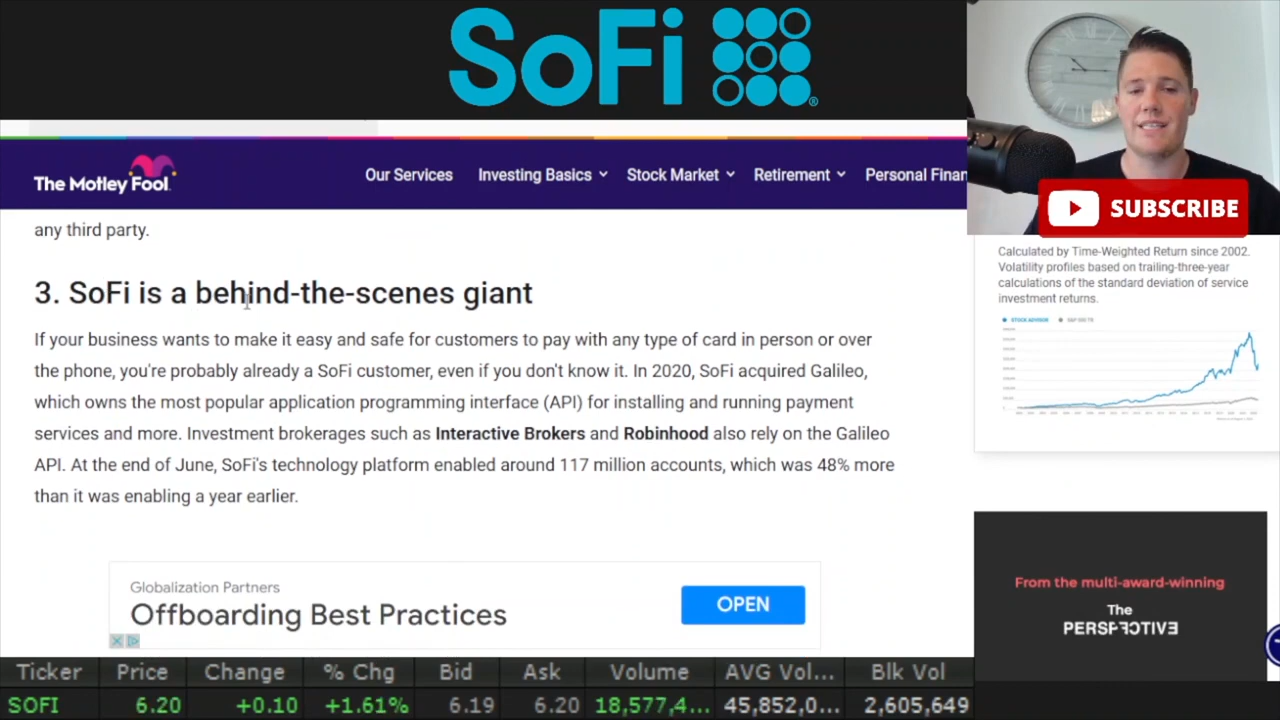 SoFi
®
The Motley Fool.
Our Services
Investing Basics
Stock Market
Retirement
Personal Finan
SUBSCRIBE
any third party.
3. SoFi is a behind-the-scenes giant
If your business wants to make it easy and safe for customers to pay with any type of card in person or over
the phone, you're probably already a SoFi customer, even if you don't know it. In 2020, SoFi acquired Galileo,
which owns the most popular application programming interface (API) for installing and running payment
services and more. Investment brokerages such as Interactive Brokers and Robinhood also rely on the Galileo
API. At the end of June, SoFi's technology platform enabled around 117 million accounts, which was 48% more
than it was enabling a year earlier.
Calculated by Time-Weighted Return since 2002.
Volatility profiles based on trailing-three-year
calculations of the standard deviation of service
investment returns.
STOCK ADVISOR
S&P 500 TR
Globalization Partners
Offboarding Best Practices
OPEN
From the multi-award-winning
The
PERSPECTIVE
Ticker Price Change % Chg Bid Ask Volume AVG Vol... Blk Vol
SOFI 6.20 +0.10 +1.61% 6.19 6.20 18,577,4... 45,852,0... 2,605,649